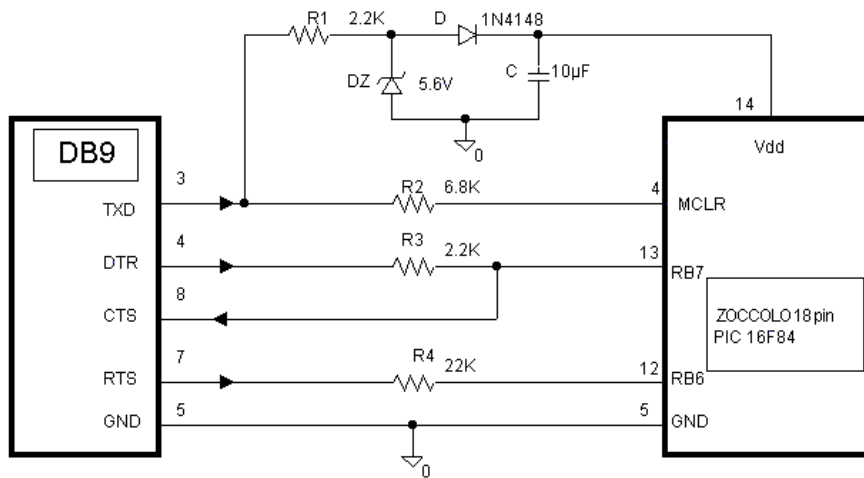 R1 2.2K D 1N4148
DZ 5.6V C 10µF
0
14
DB9
Vdd
3 R2 6.8K 4
TXD MCLR
4 R3 2.2K 13
DTR RB7
8
CTS
ZOCCOLO 18pin
PIC 16F84
7 R4 22K 12
RTS RB6
5 5
GND GND
0